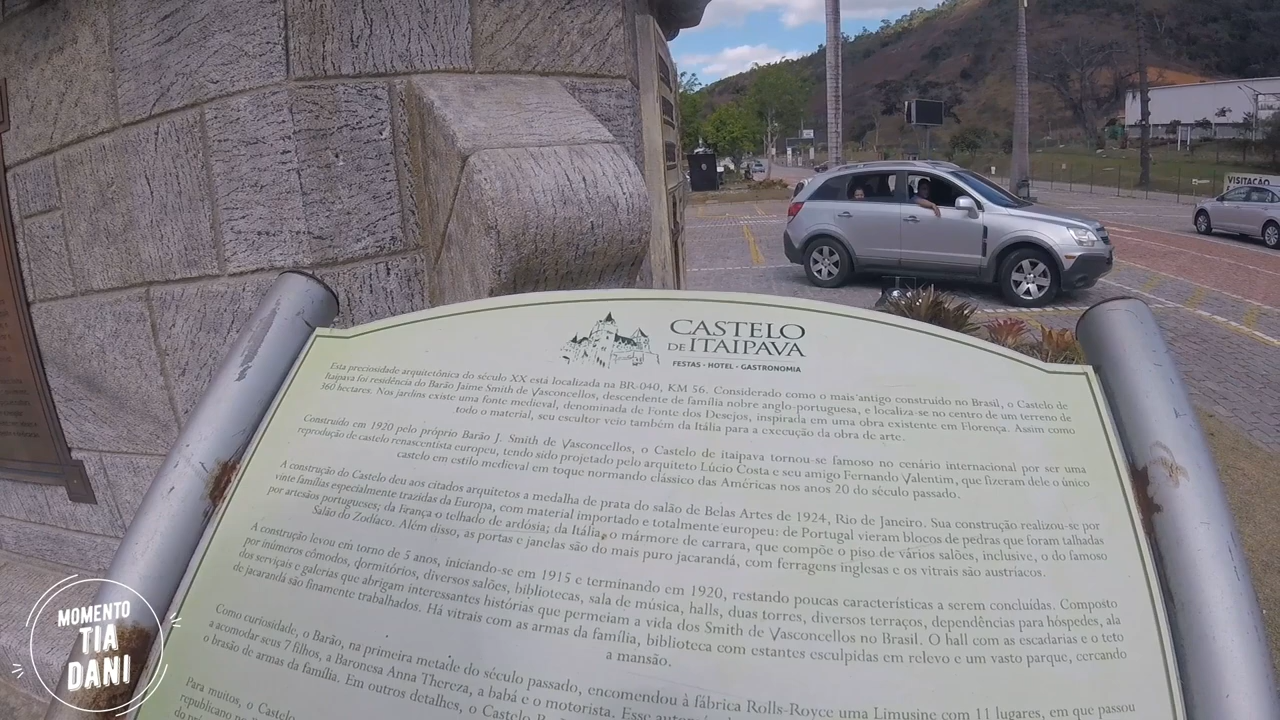 CASTELO
DE ITAIPAVA
FESTAS • HOTEL • GASTRONOMIA
Esta preciosidade arquitetônica do século XX está localizada na BR-040, KM 56. Considerado como o mais antigo construído no Brasil, o Castelo de
Itaipava foi residência do Barão Jaime Smith de Vasconcellos, descendente de família nobre anglo-portuguesa, e localiza-se no centro de um terreno de
360 hectares. Nos jardins existe uma fonte medieval, denominada de Fonte dos Desejos, inspirada em uma obra existente em Florença. Assim como
todo o material, seu escultor veio também da Itália para a execução da obra de arte.
Construído em 1920 pelo próprio Barão J. Smith de Vasconcellos, o Castelo de itaipava tornou-se famoso no cenário internacional por ser uma
reprodução de castelo renascentista europeu, tendo sido projetado pelo arquiteto Lúcio Costa e seu amigo Fernando Valentim, que fizeram dele o único
castelo em estilo medieval em toque normando clássico das Américas nos anos 20 do século passado.
A construção do Castelo deu aos citados arquitetos a medalha de prata do salão de Belas Artes de 1924, Rio de Janeiro. Sua construção realizou-se por
vinte famílias especialmente trazidas da Europa, com material importado e totalmente europeu: de Portugal vieram blocos de pedras que foram talhadas
por artesãos portugueses; da França o telhado de ardósia; da Itália, o mármore de carrara, que compõe o piso de vários salões, inclusive, o do famoso
Salão do Zodíaco. Além disso, as portas e janelas são do mais puro jacarandá, com ferragens inglesas e os vitrais são austríacos.
A construção levou em torno de 5 anos, iniciando-se em 1915 e terminando em 1920, restando poucas características a serem concluídas. Composto
por inúmeros cômodos, dormitórios, diversos salões, bibliotecas, sala de música, halls, duas torres, diversos terraços, dependências para hóspedes, ala
dos serviçais e galerias que abrigam interessantes histórias que permeiam a vida dos Smith de Vasconcellos no Brasil. O hall com as escadarias e o teto
de jacarandá são finamente trabalhados. Há vitrais com as armas da família, biblioteca com estantes esculpidas em relevo e um vasto parque, cercando
a mansão.
Como curiosidade, o Barão, na primeira metade do século passado, encomendou à fábrica Rolls-Royce uma Limusine com 11 lugares, em que passou
a acomodar seus 7 filhos, a Baronesa Anna Thereza, a babá e o motorista. Esse
o brasão de armas da família. Em outros detalhes, o Castelo
Para muitos, o Castelo
republicano
VISITAÇÃO
MOMENTO
TIA
DANI